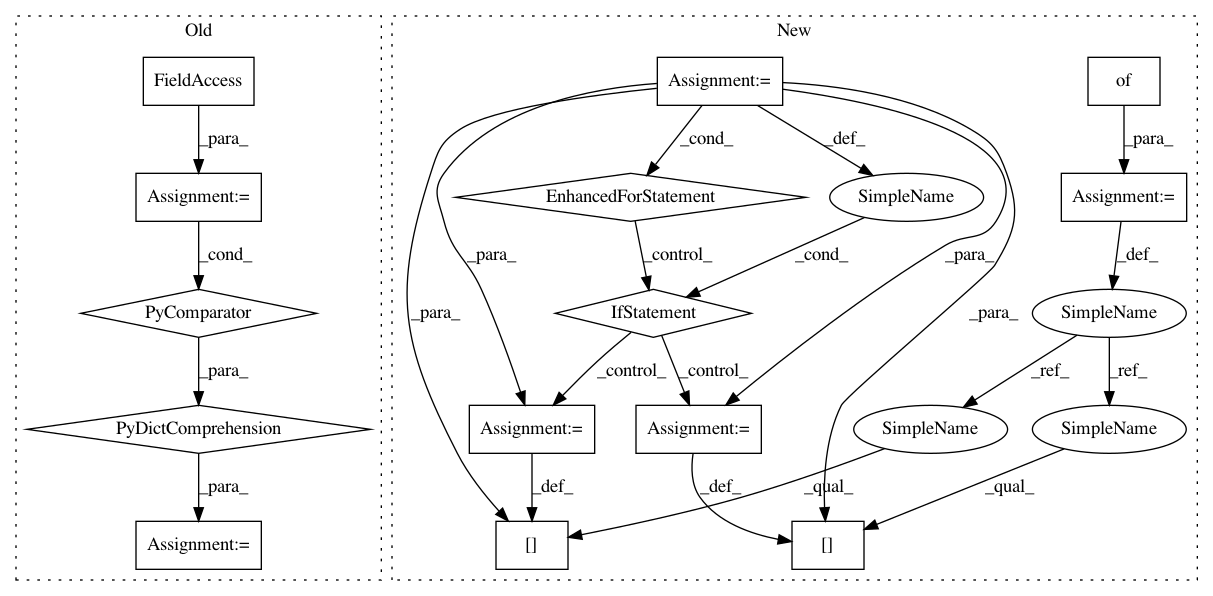 Old
New
FieldAccess
Assignment:=
of
_para_
_cond_
_def_
_para_
Assignment:=
EnhancedForStatement
SimpleName
Assignment:=
_cond_
_para_
_control_
_cond_
_para_
_def_
PyComparator
_para_
IfStatement
_para_
SimpleName
_para_
_control_
_control_
_ref_
_ref_
PyDictComprehension
Assignment:=
Assignment:=
SimpleName
SimpleName
_para_
_def_
_def_
_qual_
_qual_
Assignment:=
[]
[]